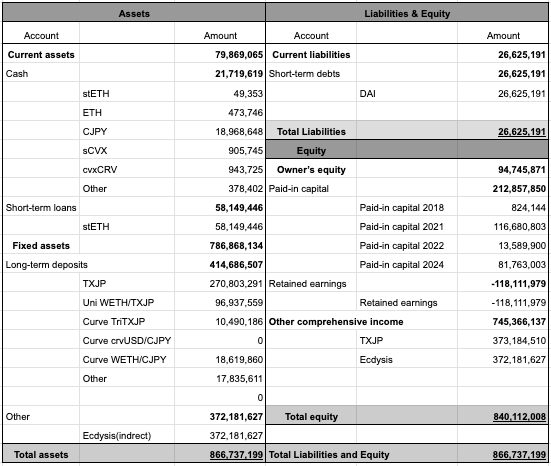 Assets Liabilities & Equity
Account Amount Account Amount
Current assets 79,869,065 Current liabilities 26,625,191
Cash 21,719,619 Short-term debts 26,625,191
stETH 49,353 DAI 26,625,191
ETH 473,746
CJPY 18,968,648 Total Liabilities 26,625,191
sCVX 905,745 Equity
cvxCRV 943,725 Owner's equity 94,745,871
Other 378,402 Paid-in capital 212,857,850
Short-term loans 58,149,446 Paid-in capital 2018 824,144
stETH 58,149,446 Paid-in capital 2021 116,680,803
Fixed assets 786,868,134 Paid-in capital 2022 13,589,900
Long-term deposits 414,686,507 Paid-in capital 2024 81,763,003
TXJP 270,803,291 Retained earnings -118,111,979
Uni WETH/TXJP 96,937,559 Retained earnings -118,111,979
Curve TriTXJP 10,490,186 Other comprehensive income 745,366,137
Curve crvUSD/CJPY 0 TXJP 373,184,510
Curve WETH/CJPY 18,619,860 Ecdysis 372,181,627
Other 17,835,611
0
Other 372,181,627 Total equity 840,112,008
Ecdysis(indrect) 372,181,627
Total assets 866,737,199 Total Liabilities and Equity 866,737,199